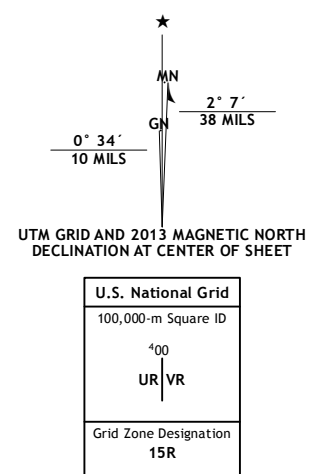 ★
MN
GN
2° 7´
38 MILS
0° 34´
10 MILS
UTM GRID AND 2013 MAGNETIC NORTH
DECLINATION AT CENTER OF SHEET
U.S. National Grid
100,000-m Square ID
⁴00
UR VR
Grid Zone Designation
15R